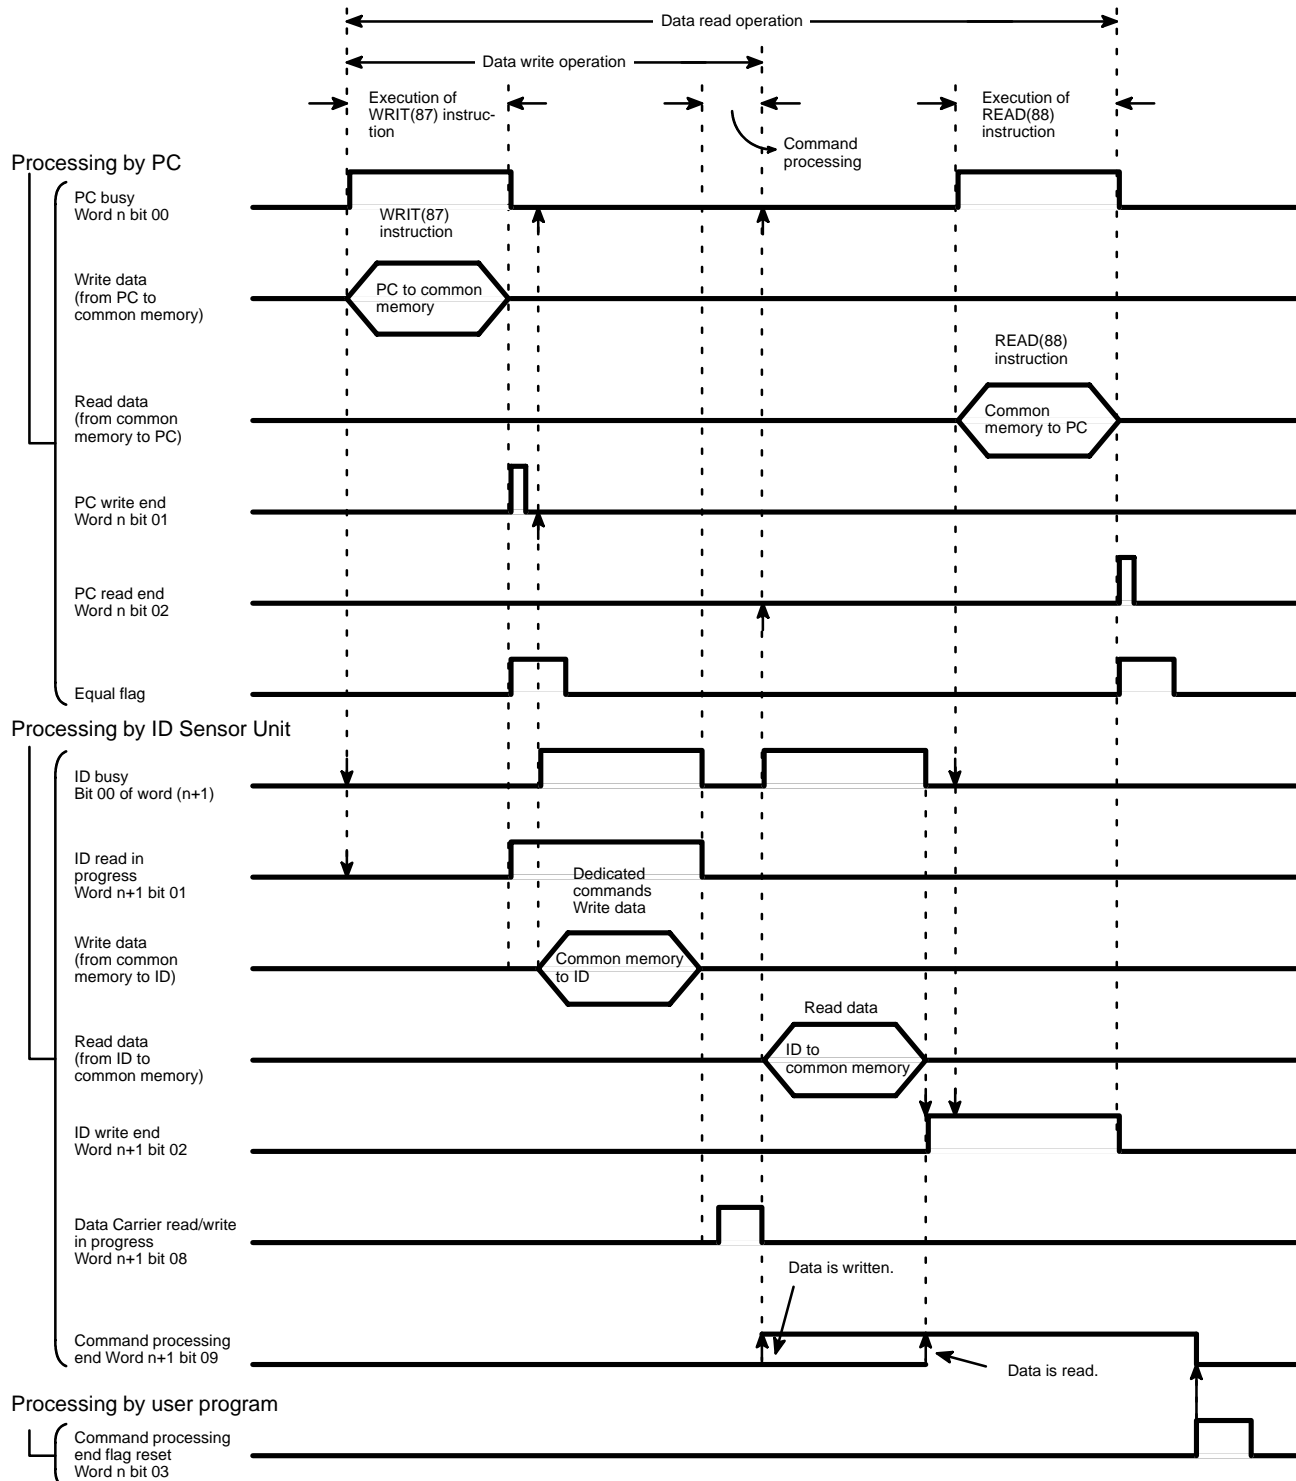 Data read operation
Data write operation
Execution of
WRIT(87) instruc-
tion
Execution of
READ(88)
instruction
Command
processing
Processing by PC
PC busy
Word n bit 00
WRIT(87)
instruction
Write data
(from PC to
common memory)
PC to common
memory
READ(88)
instruction
Read data
(from common
memory to PC)
Common
memory to PC
PC write end
Word n bit 01
PC read end
Word n bit 02
Equal flag
Processing by ID Sensor Unit
ID busy
Bit 00 of word (n+1)
ID read in
progress
Word n+1 bit 01
Dedicated
commands
Write data
Write data
(from common
memory to ID)
Common memory
to ID
Read data
Read data
(from ID to
common memory)
ID to
common memory
ID write end
Word n+1 bit 02
Data Carrier read/write
in progress
Word n+1 bit 08
Data is written.
Command processing
end Word n+1 bit 09
Data is read.
Processing by user program
Command processing
end flag reset
Word n bit 03